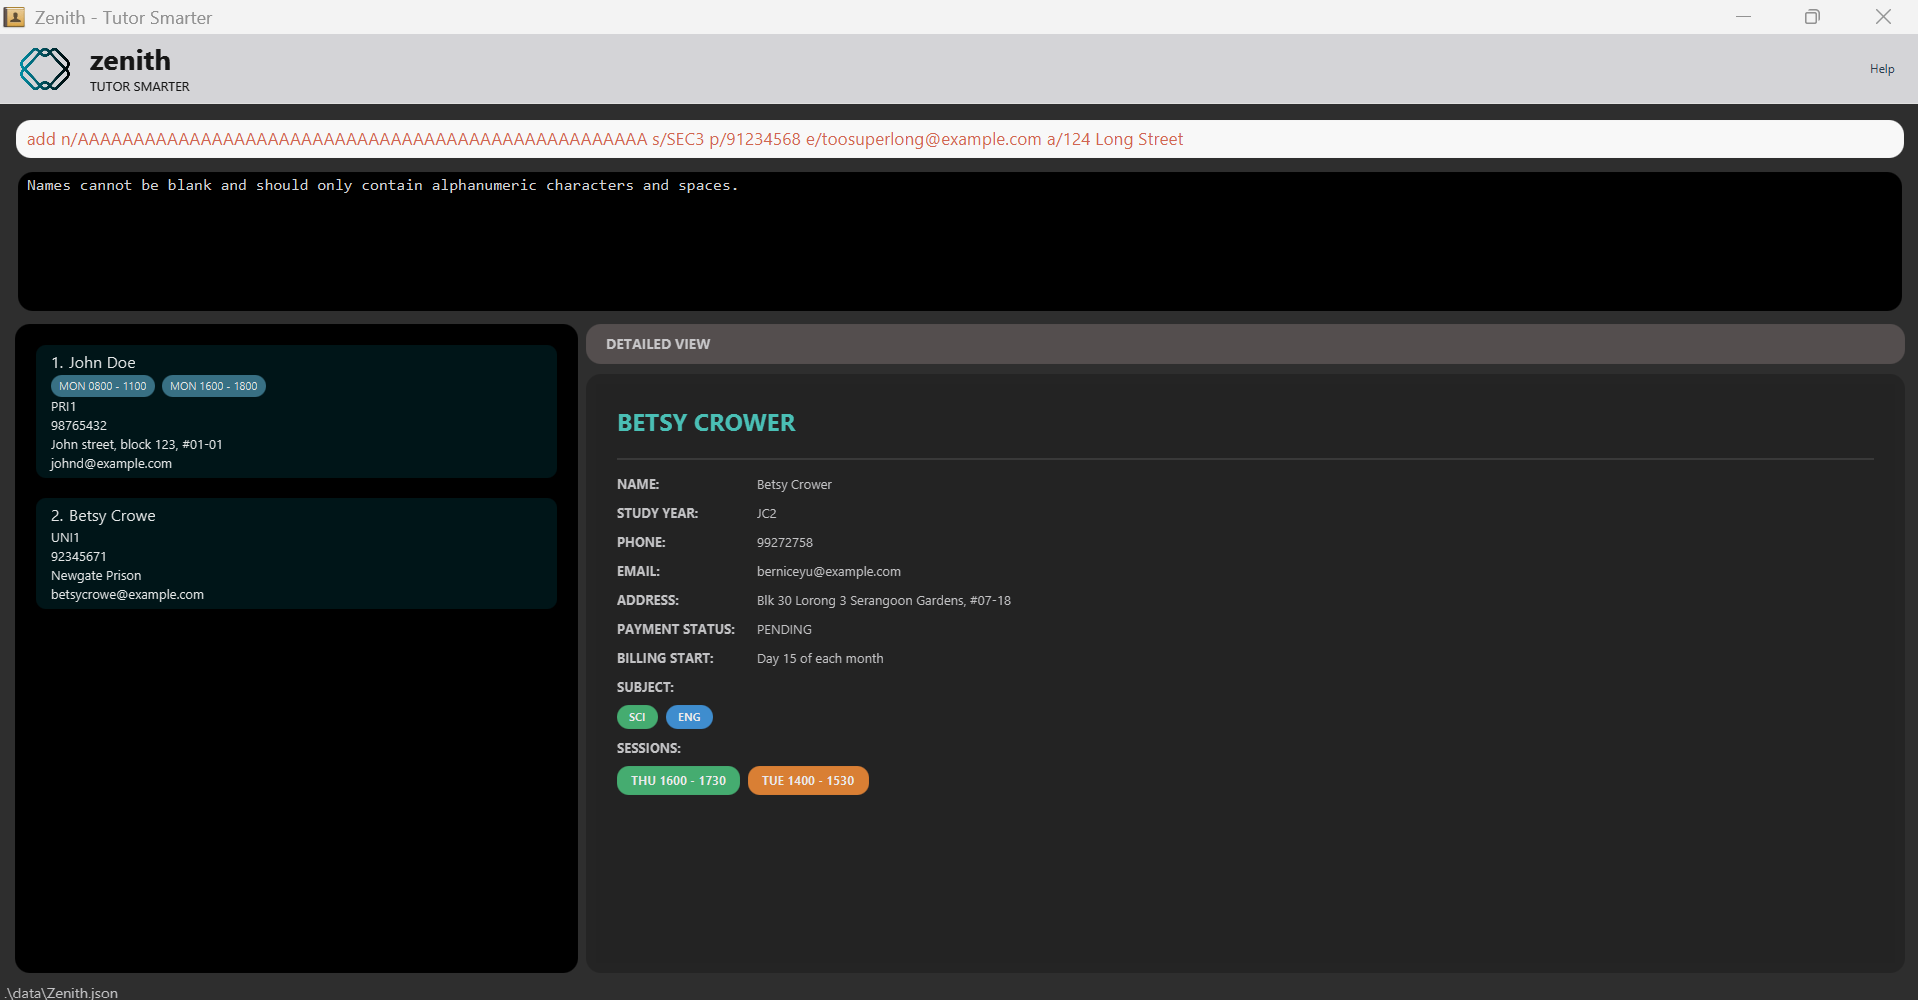 Zenith - Tutor Smarter
zenith
TUTOR SMARTER
Help
add n/AAAAAAAAAAAAAAAAAAAAAAAAAAAAAAAAAAAAAAAAAAAAAAAAAAA s/SEC3 p/91234568 e/toosuperlong@example.com a/124 Long Street
Names cannot be blank and should only contain alphanumeric characters and spaces.
1. John Doe
MON 0800 - 1100 MON 1600 - 1800
PRI1
98765432
John street, block 123, #01-01
johnd@example.com
2. Betsy Crowe
UNI1
92345671
Newgate Prison
betsycrowe@example.com
DETAILED VIEW
BETSY CROWER
NAME: Betsy Crower
STUDY YEAR: JC2
PHONE: 99272758
EMAIL: berniceyu@example.com
ADDRESS: Blk 30 Lorong 3 Serangoon Gardens, #07-18
PAYMENT STATUS: PENDING
BILLING START: Day 15 of each month
SUBJECT:
SCI ENG
SESSIONS:
THU 1600 - 1730 TUE 1400 - 1530
.\data\Zenith.json